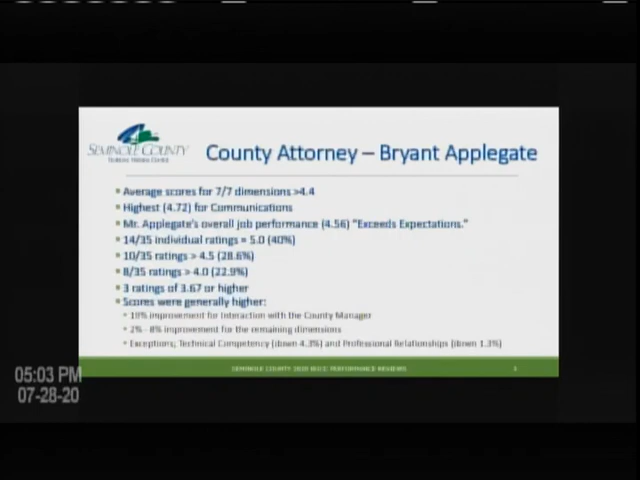 SEMINOLE COUNTY
FLORIDA'S NATURAL CHOICE
County Attorney – Bryant Applegate
Average scores for 7/7 dimensions >4.4
Highest (4.72) for Communications
Mr. Applegate's overall job performance (4.56) "Exceeds Expectations."
14/35 individual ratings = 5.0 (40%)
10/35 ratings > 4.5 (28.6%)
8/35 ratings > 4.0 (22.9%)
3 ratings of 3.67 or higher
Scores were generally higher:
10% improvement for Interaction with the County Manager
2% - 8% improvement for the remaining dimensions
Exceptions; Technical Competency (down 4.3%) and Professional Relationships (down 1.3%)
SEMINOLE COUNTY 2020 BOCC PERFORMANCE REVIEWS
05:03 PM
07-28-20